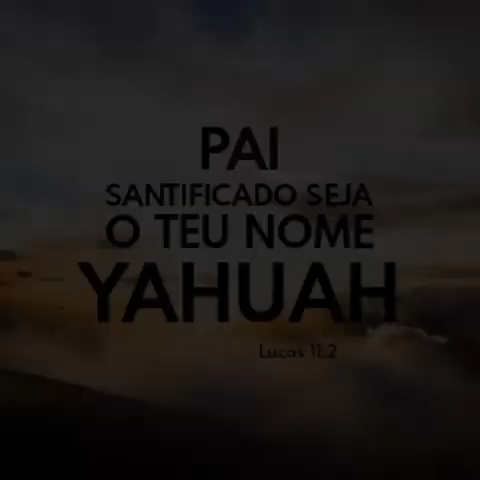 PAI
SANTIFICADO SEJA
O TEU NOME
YAHUAH
Lucas 11:2